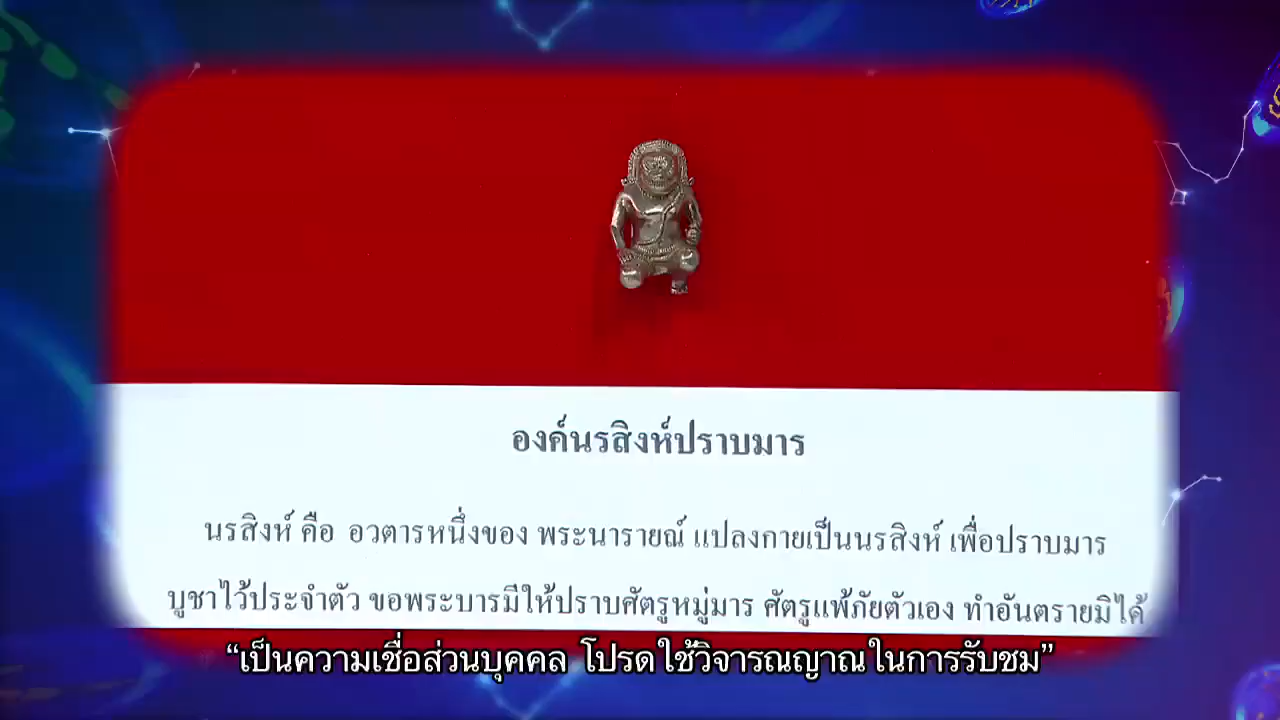 องค์นรสิงห์ปราบมาร
นรสิงห์ คือ อวตารหนึ่งของ พระนารายณ์ แปลงกายเป็นนรสิงห์ เพื่อปราบมาร
บูชาไว้ประจำตัว ขอพระบารมีให้ปราบศัตรูหมู่มาร ศัตรูแพ้ภัยตัวเอง ทำอันตรายมิได้
“เป็นความเชื่อส่วนบุคคล โปรดใช้วิจารณญาณในการรับชม”